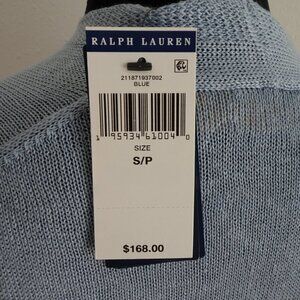 RALPH LAUREN
211871937002
BLUE
1 95934 61004 0
SIZE
S/P
$168.00